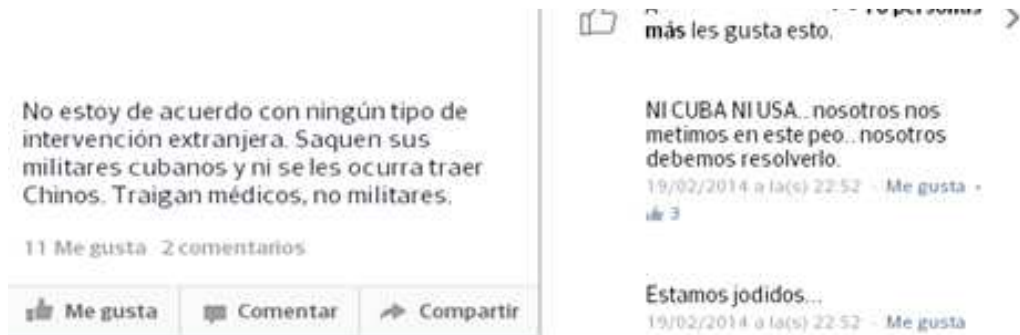 No estoy de acuerdo con ningún tipo de
intervención extranjera. Saquen sus
militares cubanos y ni se les ocurra traer
Chinos. Traigan médicos, no militares.
11 Me gusta 2 comentarios
Me gusta Comentar Compartir
personas
más les gusta esto.
NI CUBA NI USA.. nosotros nos
metimos en este peo.. nosotros
debemos resolverlo.
19/02/2014 a la(s) 22:52 · Me gusta ·
3
Estamos jodidos...
19/02/2014 a la(s) 22:52 · Me gusta